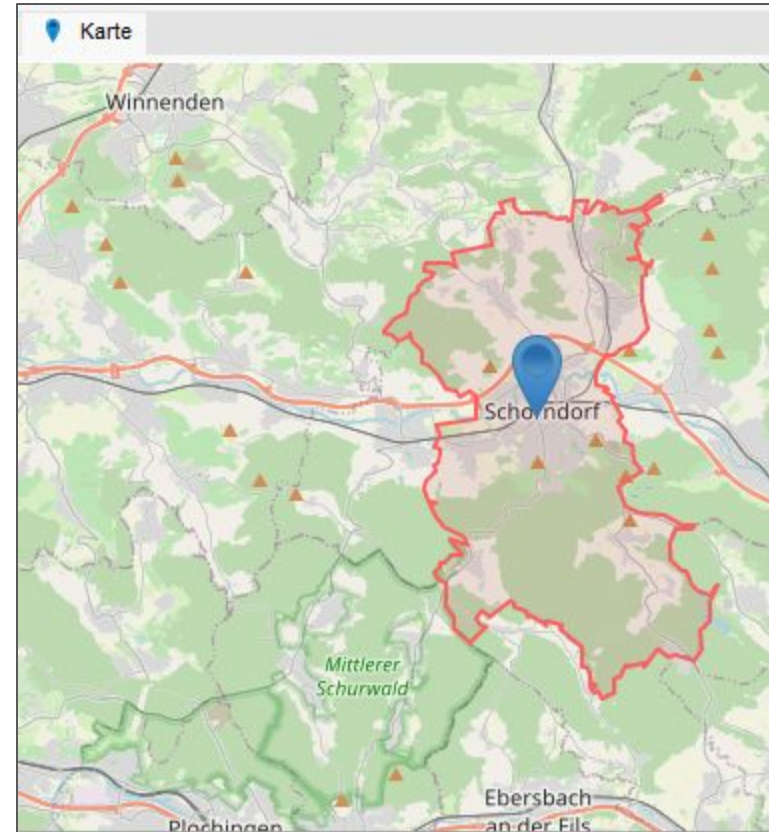 Karte
Winnenden
Schorndorf
Mittlerer
Schurwald
Ebersbach
an der Fils
Plochingen